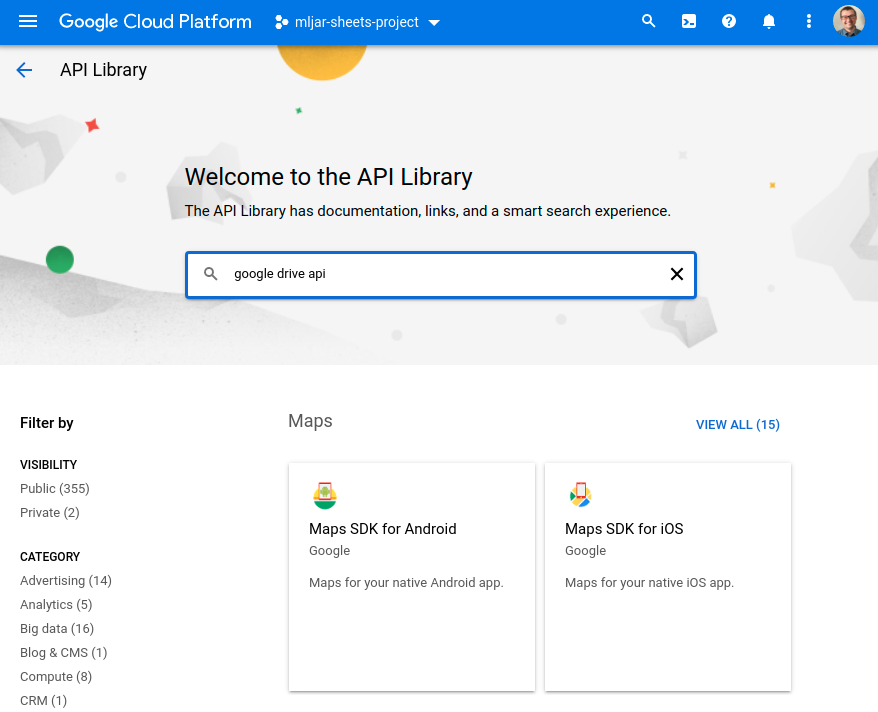 Google Cloud Platform mljar-sheets-project
API Library
Welcome to the API Library
The API Library has documentation, links, and a smart search experience.
google drive api
Filter by
VISIBILITY
Public (355)
Private (2)
CATEGORY
Advertising (14)
Analytics (5)
Big data (16)
Blog & CMS (1)
Compute (8)
CRM (1)
Maps
VIEW ALL (15)
Maps SDK for Android
Google
Maps for your native Android app.
Maps SDK for iOS
Google
Maps for your native iOS app.